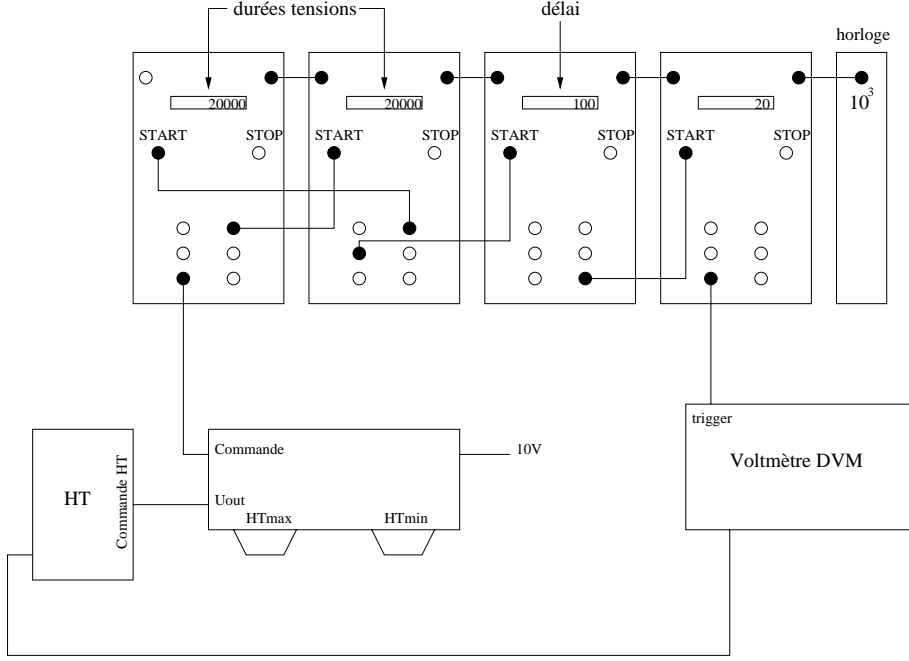 durées tensions
délai
horloge
20000
20000
100
20
10³
START STOP
START STOP
START STOP
START STOP
Commande
10V
Uout
HTmax
HTmin
HT
Commande HT
trigger
Voltmètre DVM